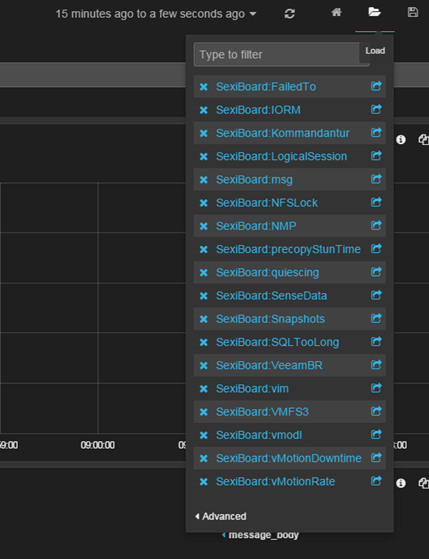 15 minutes ago to a few seconds ago
Load
Type to filter
SexiBoard:FailedTo
SexiBoard:IORM
SexiBoard:Kommandantur
SexiBoard:LogicalSession
SexiBoard:msg
SexiBoard:NFSLock
SexiBoard:NMP
SexiBoard:precopyStunTime
SexiBoard:quiescing
SexiBoard:SenseData
SexiBoard:Snapshots
SexiBoard:SQLTooLong
SexiBoard:VeeamBR
SexiBoard:vim
SexiBoard:VMFS3
59:00 09:00:00
SexiBoard:vmodl
SexiBoard:vMotionDowntime
SexiBoard:vMotionRate
Advanced
message_body